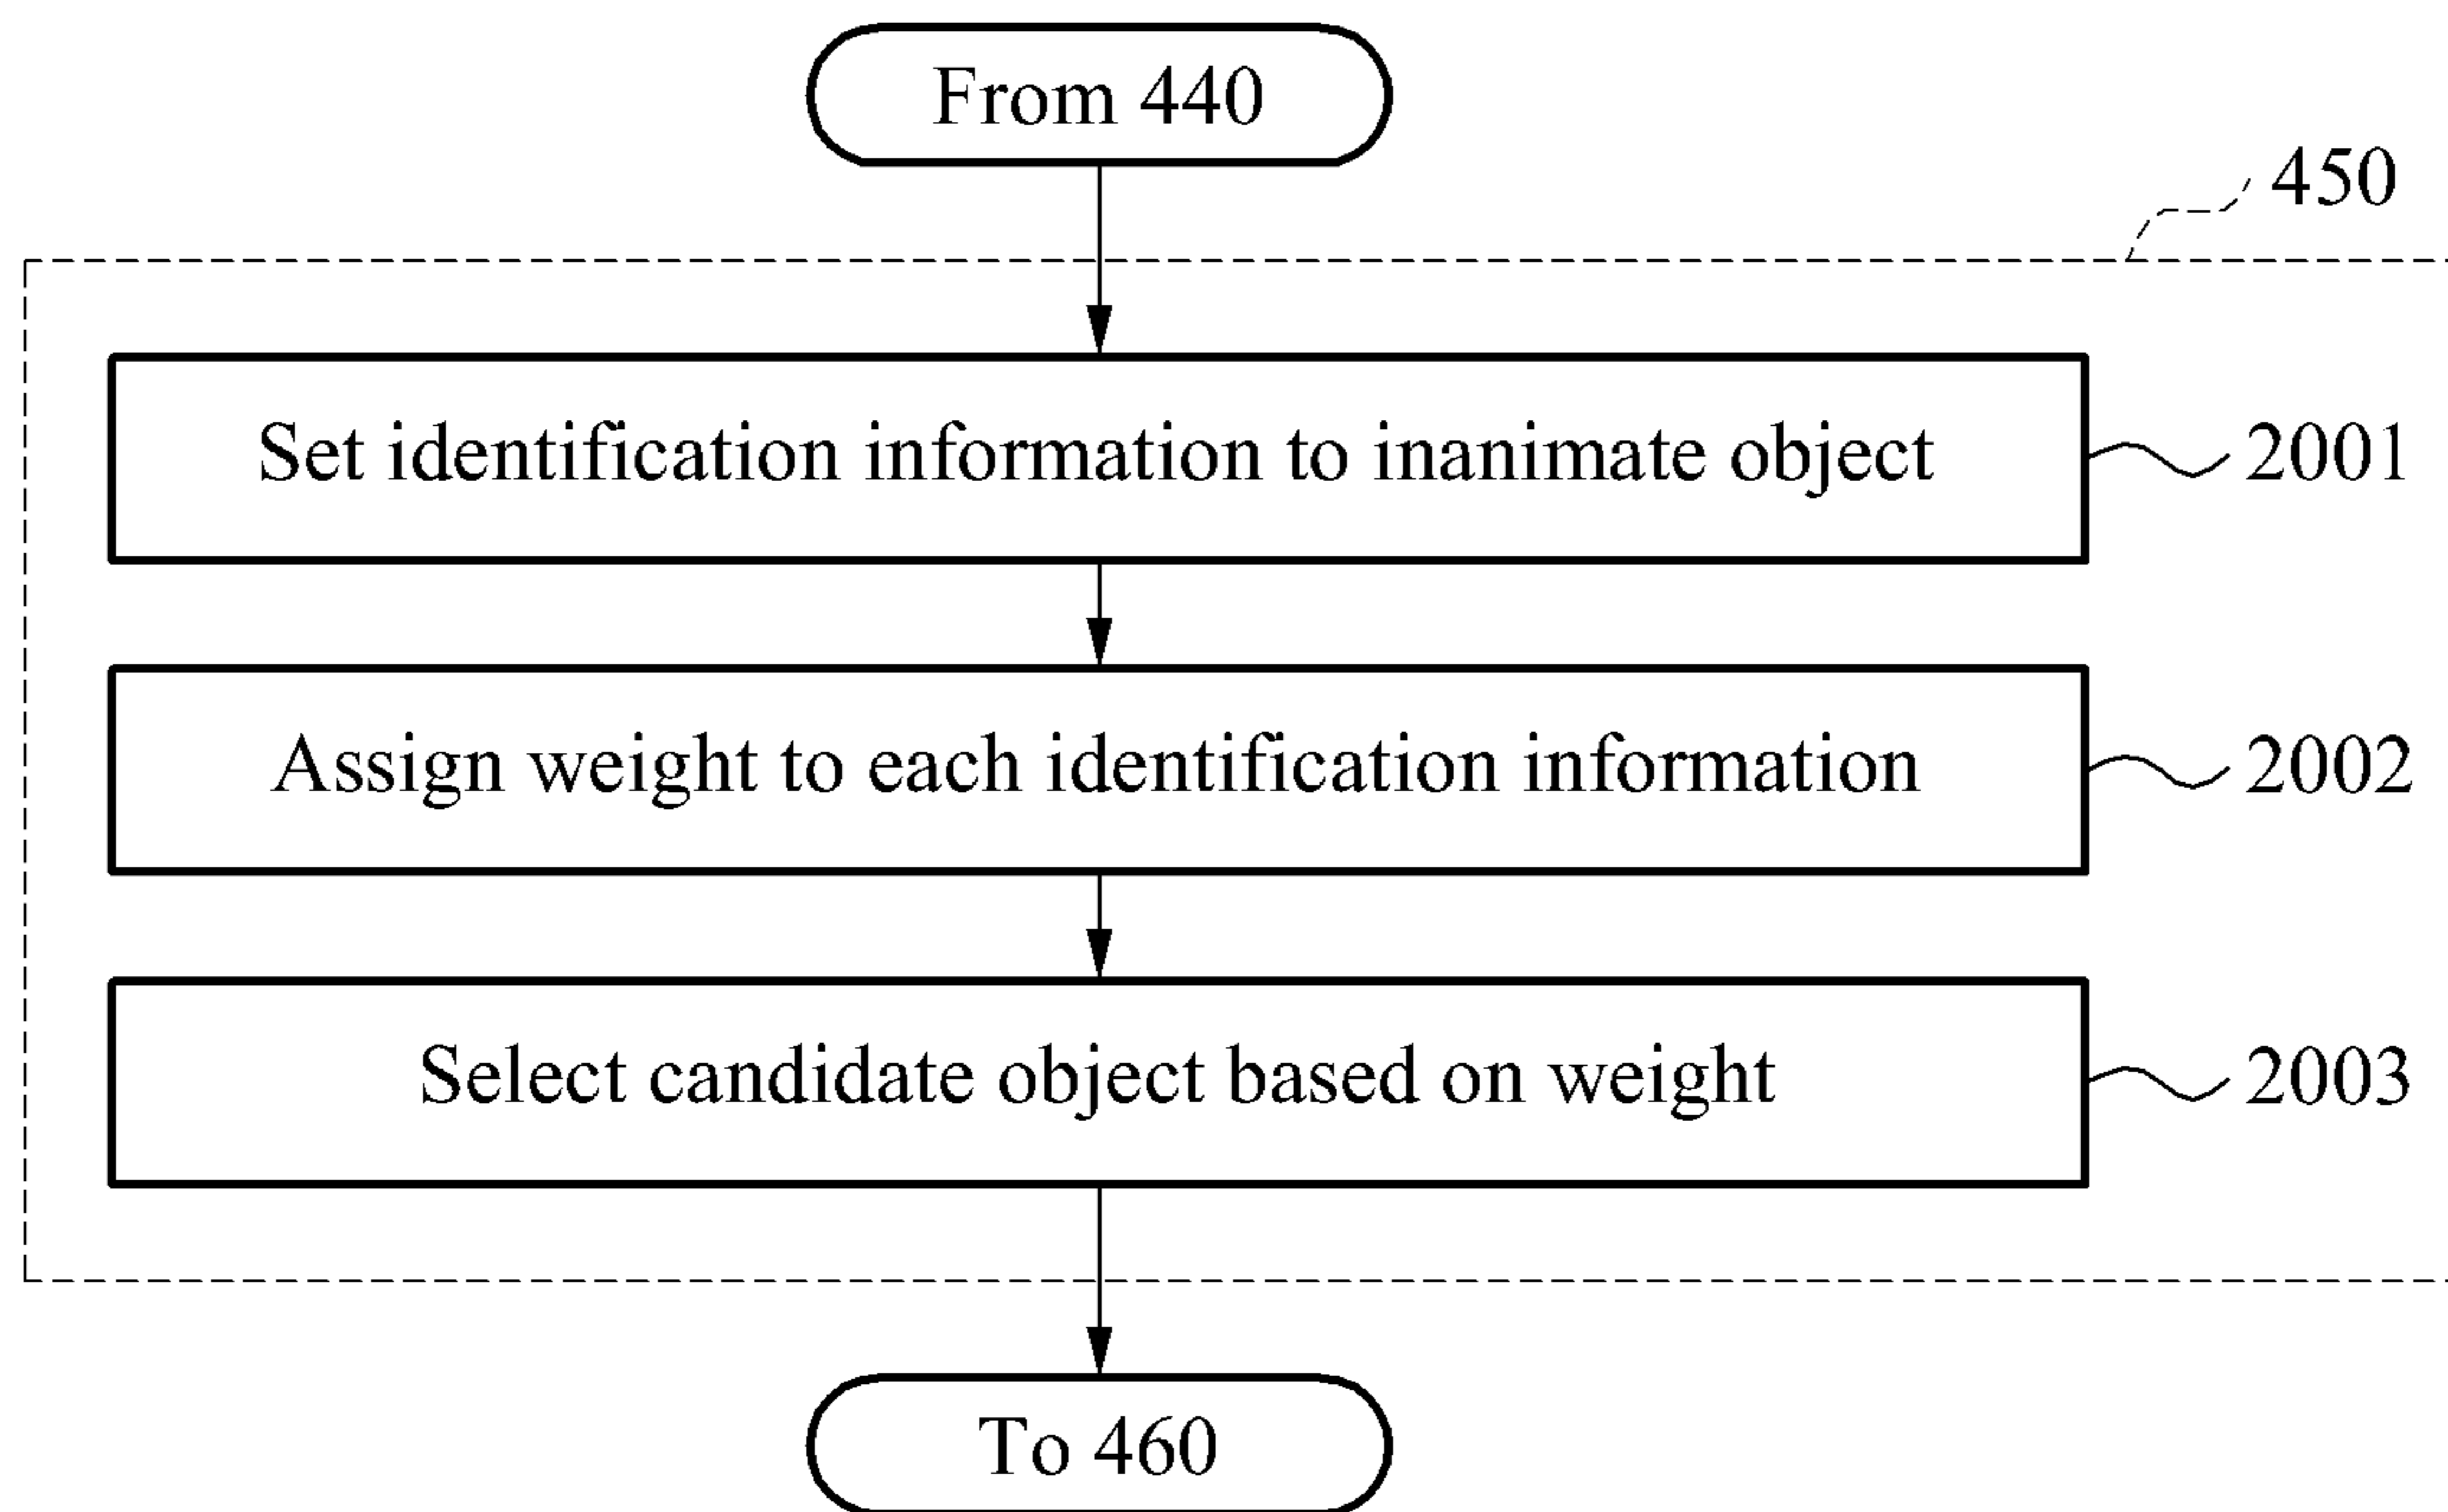 From 440
450
Set identification information to inanimate object
2001
Assign weight to each identification information
2002
Select candidate object based on weight
2003
To 460